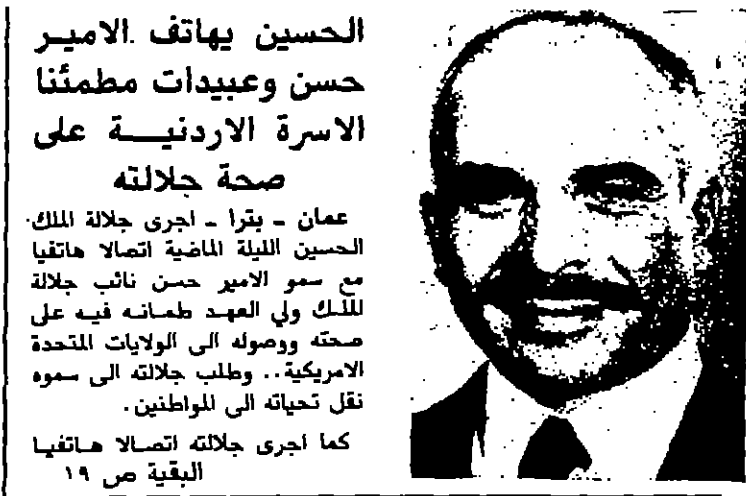 الحسين يهاتف الامير
حسن وعبيدات مطمئنا
الاسرة الاردنيـــة على
صحة جلالته
عمان ـ بترا ـ اجرى جلالة الملك
الحسين الليلة الماضية اتصالا هاتفيا
مع سمو الامير حسن نائب جلالة
الملك ولي العهد طمانه فيه على
صحته ووصوله الى الولايات المتحدة
الامريكية .. وطلب جلالته الى سموه
نقل تحياته الى المواطنين .
كما اجرى جلالته اتصالا هاتفيا
البقية ص ١٩